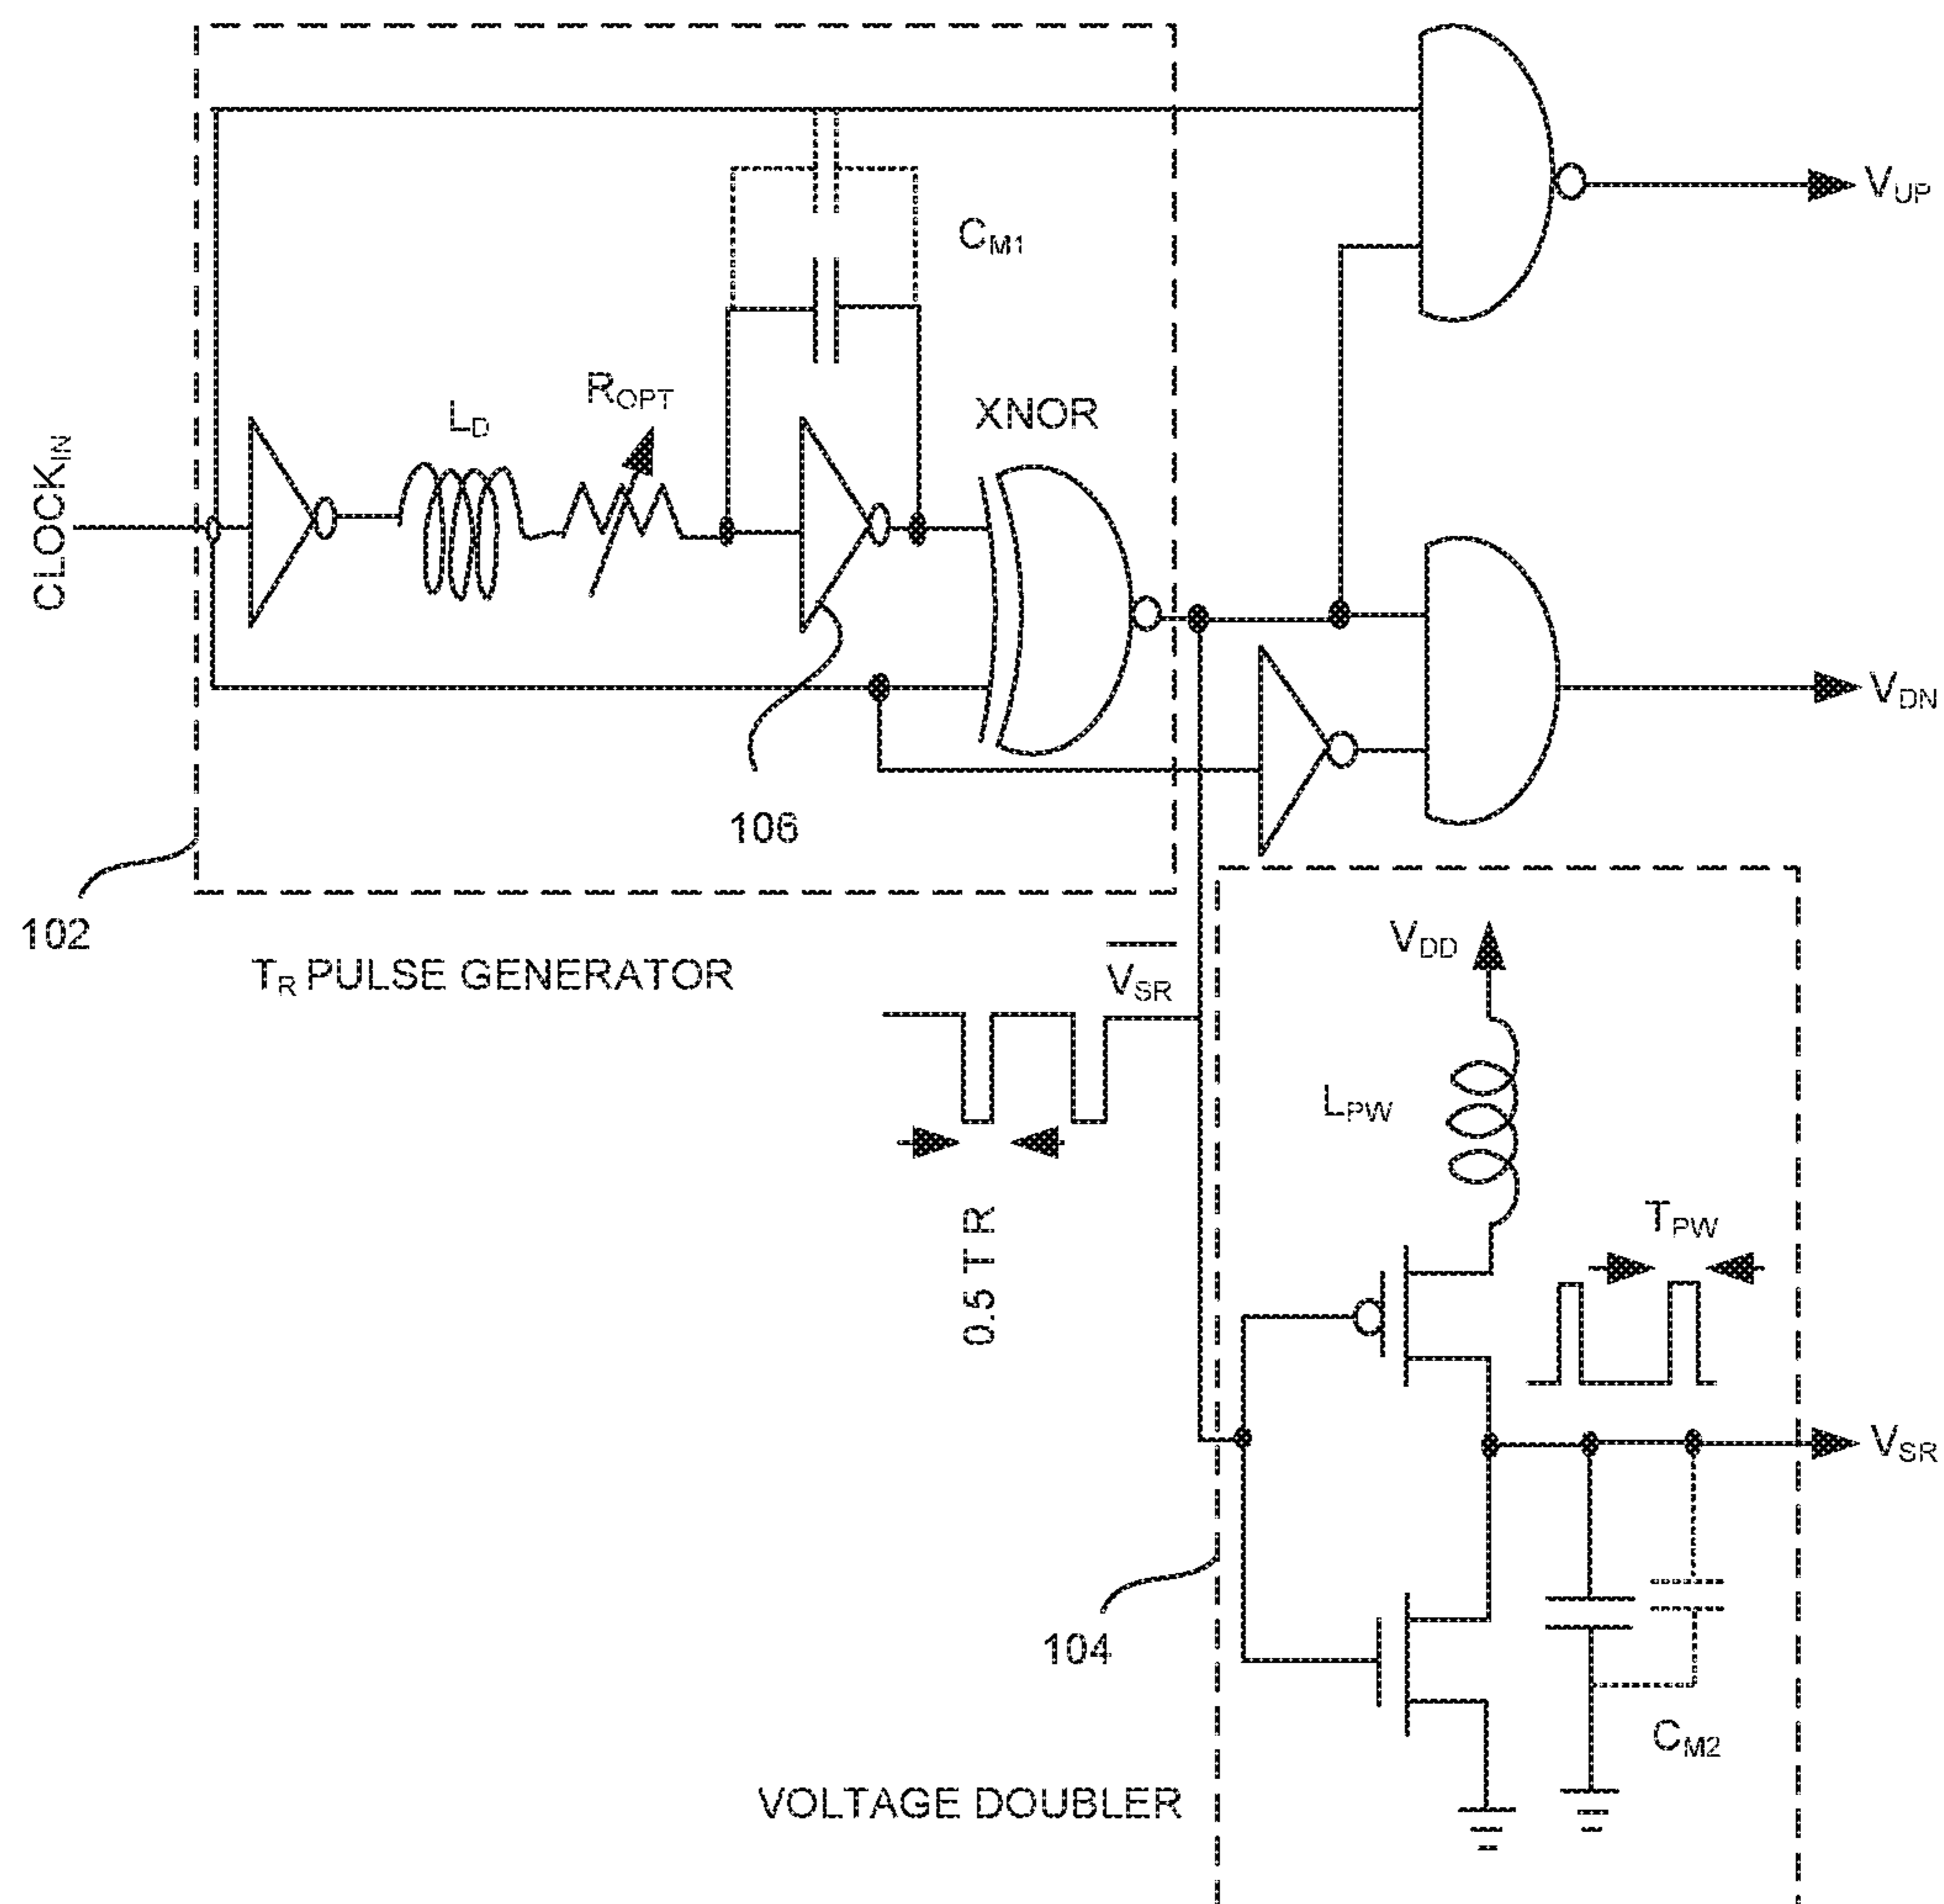 V_UP
C_M1
R_OPT
L_D
XNOR
CLOCK_IN
V_DN
106
102
T_R PULSE GENERATOR
V_DD
V̅_SR
L_PW
0.5 T R
T_PW
V_SR
104
C_M2
VOLTAGE DOUBLER